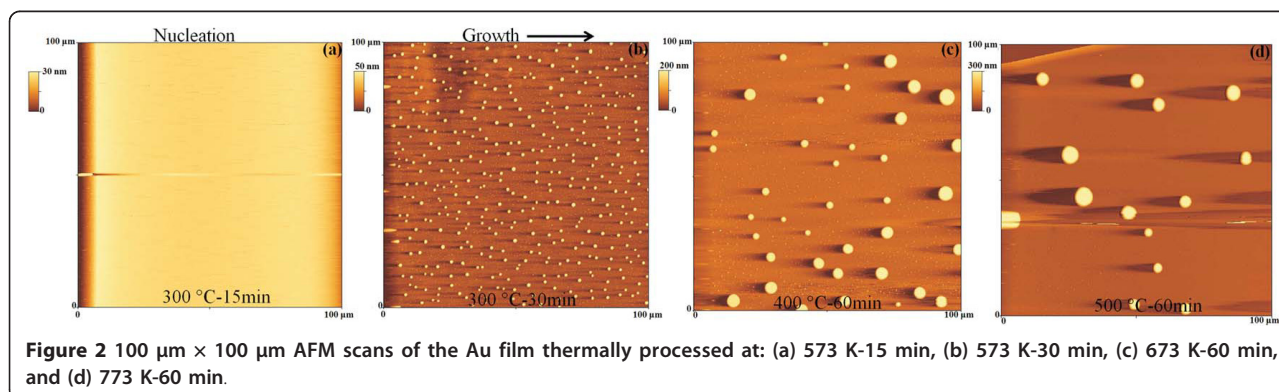 Nucleation
Growth
(a)
(b)
(c)
(d)
100 μm
30 nm
0
0
100 μm
300 °C-15min
100 μm
50 nm
0
0
100 μm
300 °C-30min
100 μm
200 nm
0
0
100 μm
400 °C-60min
100 μm
300 nm
0
0
100 μm
500 °C-60min
Figure 2 100 μm × 100 μm AFM scans of the Au film thermally processed at: (a) 573 K-15 min, (b) 573 K-30 min, (c) 673 K-60 min,
and (d) 773 K-60 min.